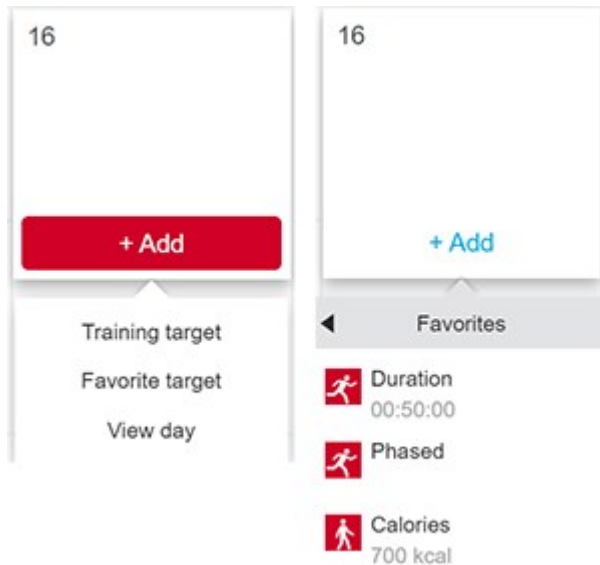 16
+ Add
Training target
Favorite target
View day
16
+ Add
Favorites
Duration
00:50:00
Phased
Calories
700 kcal